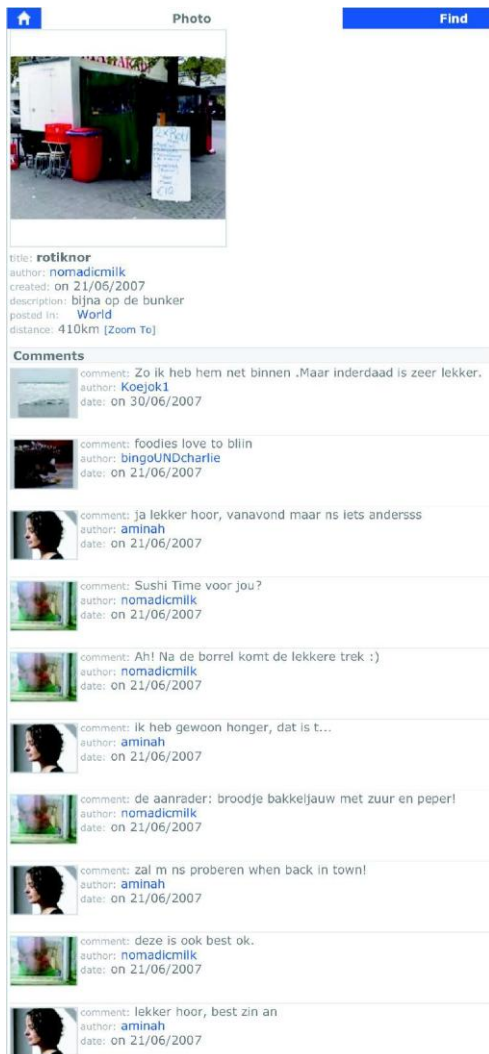 Photo
Find
title: rotiknor
author: nomadicmilk
created: on 21/06/2007
description: bijna op de bunker
posted in: World
distance: 410km [Zoom To]
Comments
comment: Zo ik heb hem net binnen .Maar inderdaad is zeer lekker.
author: Koejok1
date: on 30/06/2007
comment: foodies love to bliin
author: bingoUNDcharlie
date: on 21/06/2007
comment: ja lekker hoor, vanavond maar ns iets andersss
author: aminah
date: on 21/06/2007
comment: Sushi Time voor jou?
author: nomadicmilk
date: on 21/06/2007
comment: Ah! Na de borrel komt de lekkere trek :)
author: nomadicmilk
date: on 21/06/2007
comment: ik heb gewoon honger, dat is t...
author: aminah
date: on 21/06/2007
comment: de aanrader: broodje bakkeljauw met zuur en peper!
author: nomadicmilk
date: on 21/06/2007
comment: zal m ns proberen when back in town!
author: aminah
date: on 21/06/2007
comment: deze is ook best ok.
author: nomadicmilk
date: on 21/06/2007
comment: lekker hoor, best zin an
author: aminah
date: on 21/06/2007